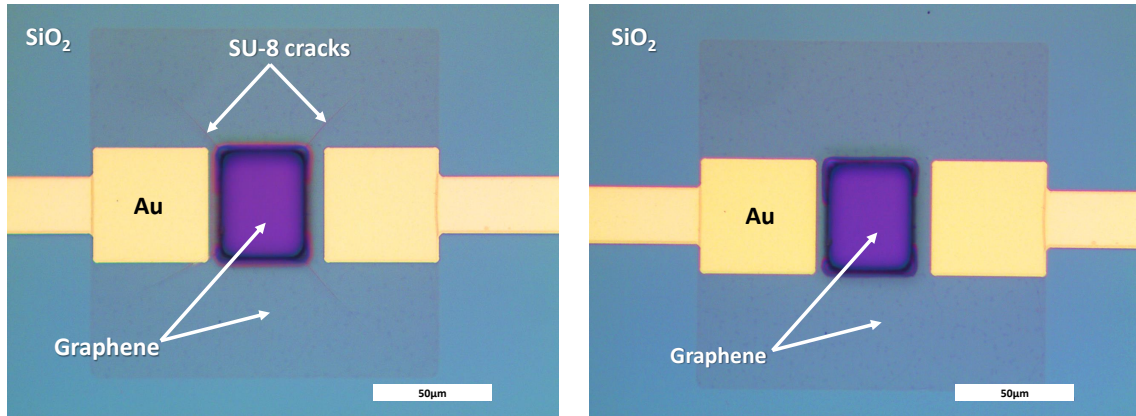 SiO₂
SU-8 cracks
Au
Graphene
50µm
SiO₂
Au
Graphene
50µm